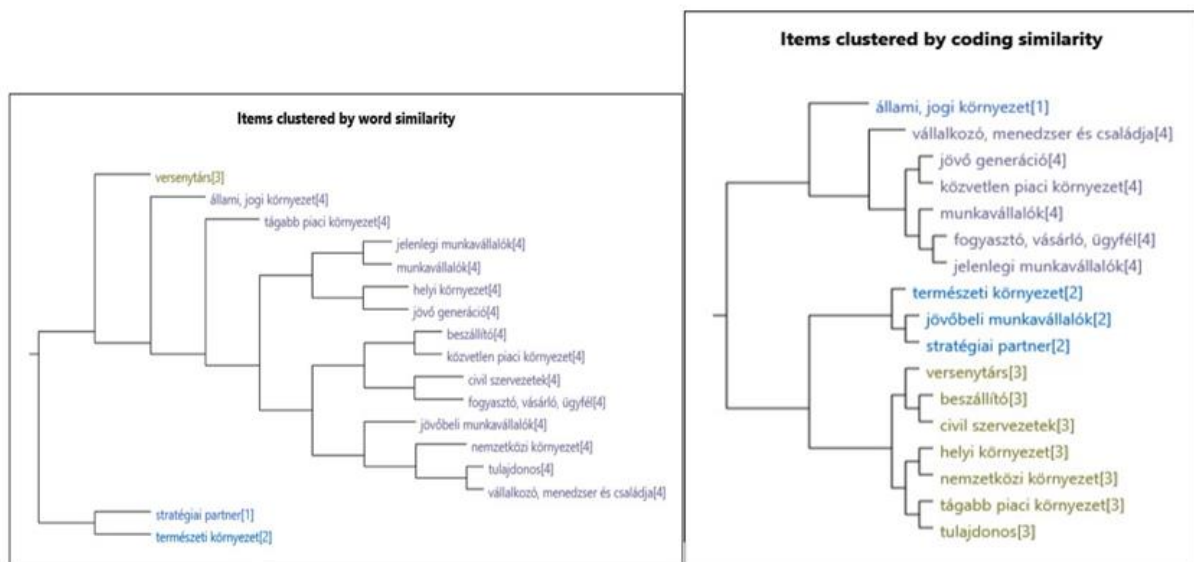 Items clustered by word similarity
versenytárs[3]
állami, jogi környezet[4]
tágabb piaci környezet[4]
jelenlegi munkavállalók[4]
munkavállalók[4]
helyi környezet[4]
jövő generáció[4]
beszállító[4]
közvetlen piaci környezet[4]
civil szervezetek[4]
fogyasztó, vásárló, ügyfél[4]
jövőbeli munkavállalók[4]
nemzetközi környezet[4]
tulajdonos[4]
vállalkozó, menedzser és családja[4]
stratégiai partner[1]
természeti környezet[2]
Items clustered by coding similarity
állami, jogi környezet[1]
vállalkozó, menedzser és családja[4]
jövő generáció[4]
közvetlen piaci környezet[4]
munkavállalók[4]
fogyasztó, vásárló, ügyfél[4]
jelenlegi munkavállalók[4]
természeti környezet[2]
jövőbeli munkavállalók[2]
stratégiai partner[2]
versenytárs[3]
beszállító[3]
civil szervezetek[3]
helyi környezet[3]
nemzetközi környezet[3]
tágabb piaci környezet[3]
tulajdonos[3]